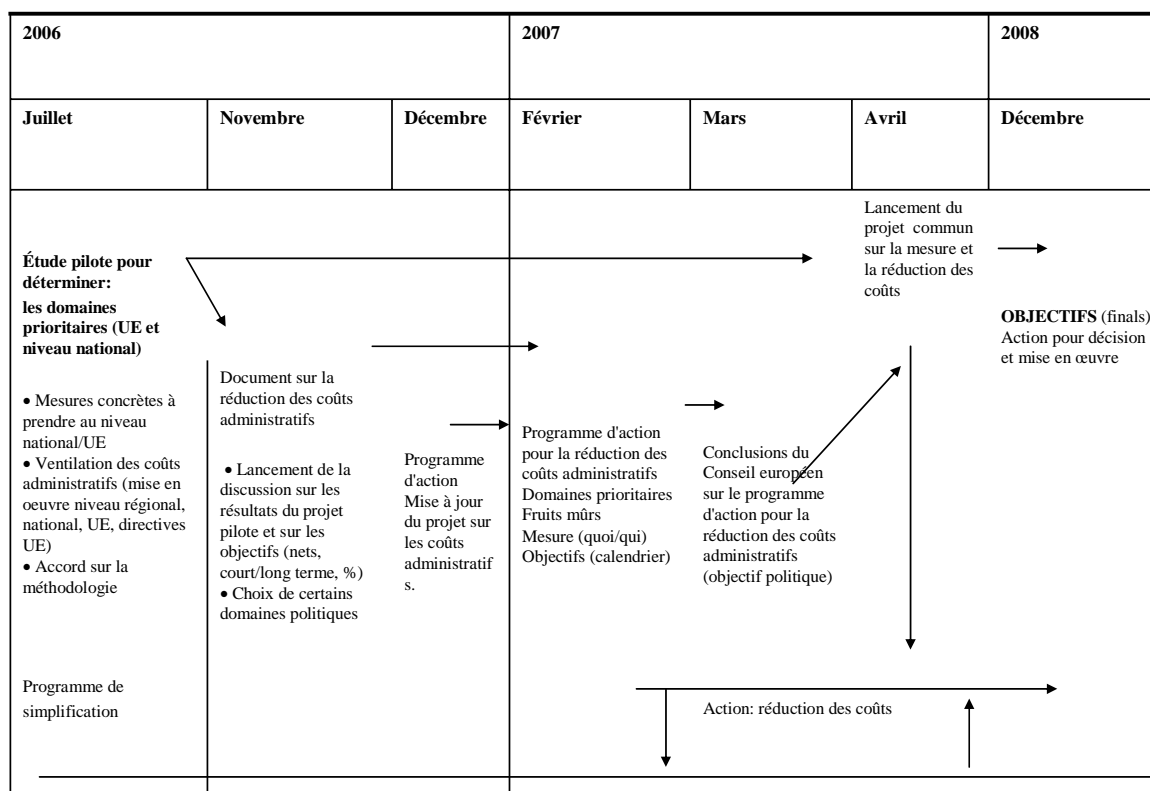 2006
2007
2008
Juillet
Novembre
Décembre
Février
Mars
Avril
Décembre
Étude pilote pour
déterminer:
les domaines
prioritaires (UE et
niveau national)
• Mesures concrètes à
prendre au niveau
national/UE
• Ventilation des coûts
administratifs (mise en
oeuvre niveau régional,
national, UE, directives
UE)
• Accord sur la
méthodologie
Programme de
simplification
Document sur la
réduction des coûts
administratifs
• Lancement de la
discussion sur les
résultats du projet
pilote et sur les
objectifs (nets,
court/long terme, %)
• Choix de certains
domaines politiques
Programme
d'action
Mise à jour
du projet sur
les coûts
administratif
s.
Programme d'action
pour la réduction des
coûts administratifs
Domaines prioritaires
Fruits mûrs
Mesure (quoi/qui)
Objectifs (calendrier)
Conclusions du
Conseil européen
sur le programme
d'action pour la
réduction des coûts
administratifs
(objectif politique)
Lancement du
projet commun
sur la mesure et
la réduction des
coûts
OBJECTIFS (finals)
Action pour décision
et mise en œuvre
Action: réduction des coûts